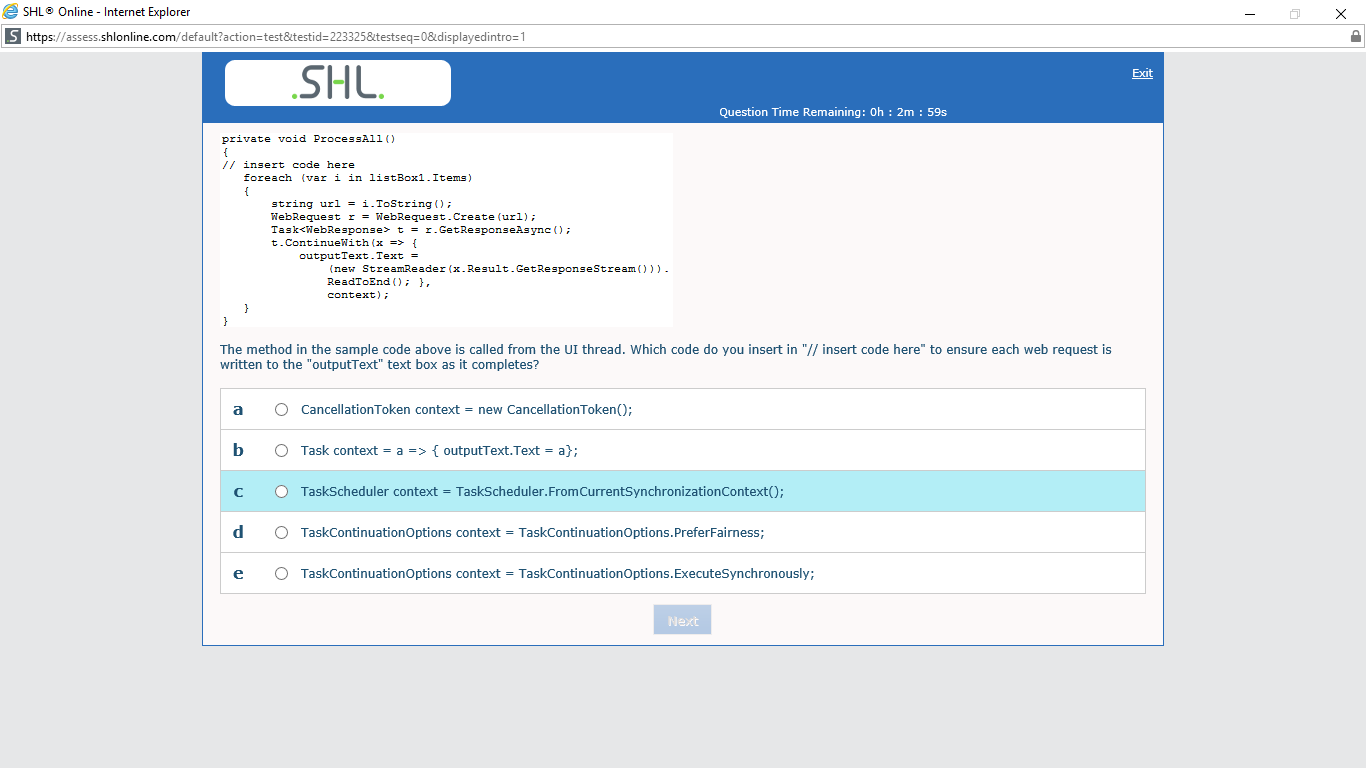 SHL® Online - Internet Explorer
https://assess.shlonline.com/default?action=test&testid=223325&testseq=0&displayedintro=1
.SHL.
Exit
Question Time Remaining: 0h : 2m : 59s
private void ProcessAll()
{
// insert code here
foreach (var i in listBox1.Items)
{
string url = i.ToString();
WebRequest r = WebRequest.Create(url);
Task<WebResponse> t = r.GetResponseAsync();
t.ContinueWith(x => {
outputText.Text =
(new StreamReader(x.Result.GetResponseStream())).
ReadToEnd(); },
context);
}
}
The method in the sample code above is called from the UI thread. Which code do you insert in "// insert code here" to ensure each web request is
written to the "outputText" text box as it completes?
a CancellationToken context = new CancellationToken();
b Task context = a => { outputText.Text = a};
c TaskScheduler context = TaskScheduler.FromCurrentSynchronizationContext();
d TaskContinuationOptions context = TaskContinuationOptions.PreferFairness;
e TaskContinuationOptions context = TaskContinuationOptions.ExecuteSynchronously;
Next